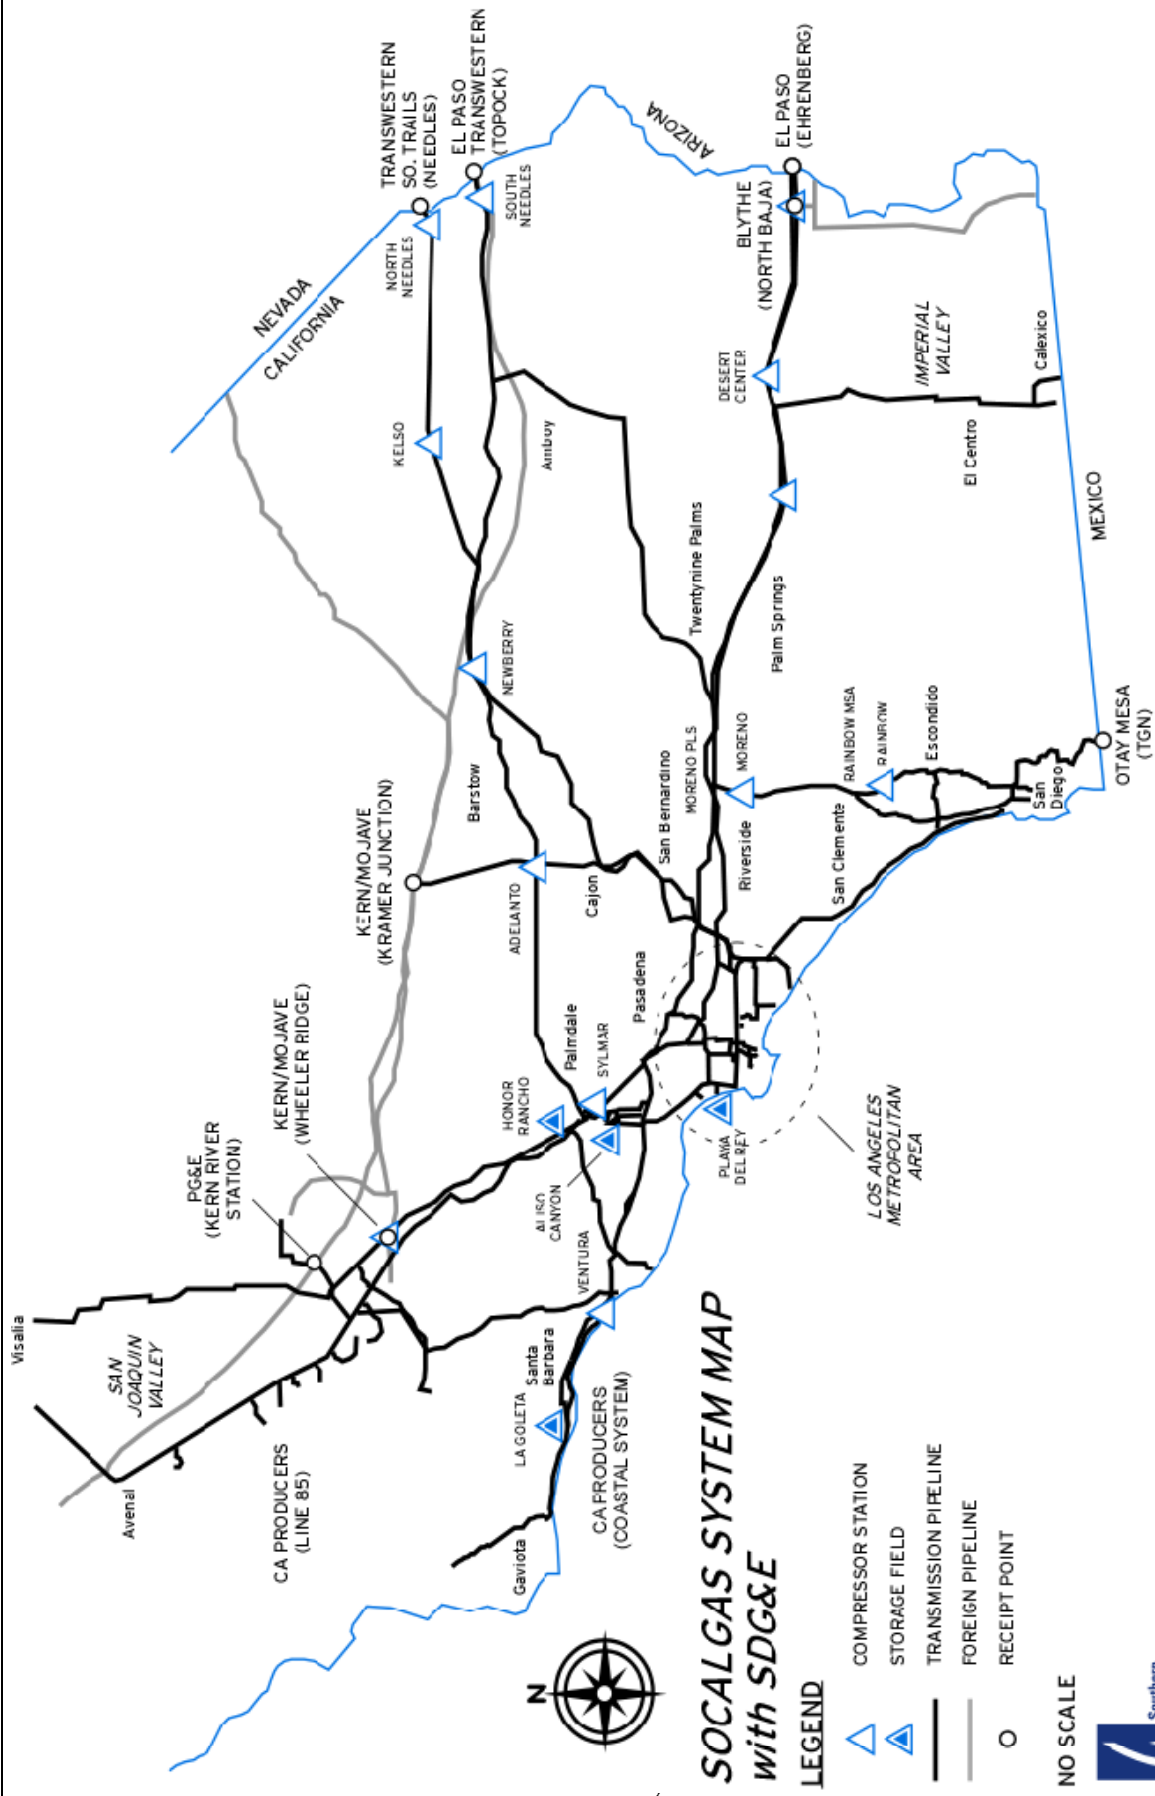 Visalia
SAN
JOAQUIN
VALLEY
Avenal
CA PRODUCERS
(LINE 85)
PG&E
(KERN RIVER
STATION)
KERN/MOJAVE
(WHEELER RIDGE)
KERN/MOJAVE
(KRAMER JUNCTION)
NEVADA
CALIFORNIA
TRANSWESTERN
SO. TRAILS
(NEEDLES)
EL PASO
TRANSWESTERN
(TOPOCK)
NORTH
NEEDLES
SOUTH
NEEDLES
KELSO
NEWBERRY
Barstow
Amboy
ARIZONA
ADELANTO
Cajon
Palmdale
SYLMAR
HONOR
RANCHO
ALISO
CANYON
VENTURA
Santa
Barbara
LA GOLETA
Gaviota
CA PRODUCERS
(COASTAL SYSTEM)
Pasadena
San Bernardino
Twentynine Palms
MORENO PLS
MORENO
Riverside
PLAYA
DEL REY
LOS ANGELES
METROPOLITAN
AREA
Palm Springs
DESERT
CENTER
BLYTHE
(NORTH BAJA)
EL PASO
(EHRENBERG)
IMPERIAL
VALLEY
El Centro
Calexico
MEXICO
San Clemente
RAINBOW MSA
RAINBOW
Escondido
San
Diego
OTAY MESA
(TGN)
N
SOCALGAS SYSTEM MAP
with SDG&E
LEGEND
COMPRESSOR STATION
STORAGE FIELD
TRANSMISSION PIPELINE
FOREIGN PIPELINE
RECEIPT POINT
NO SCALE
Southern